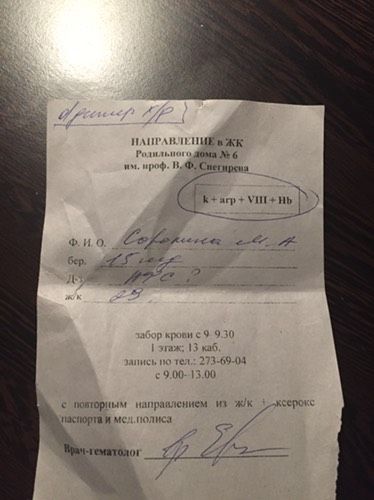 НАПРАВЛЕНИЕ в ЖК
Родильного дома № 6
им. проф. В. Ф. Снегирева
k + агр + VIII + Hb
Ф. И. О. Сорокина М. А
бер. 15 нед
Д-з АФС ?
ж/к 29
забор крови с 9–9.30
1 этаж; 13 каб.
запись по тел.: 273-69-04
с 9.00–13.00
с повторным направлением из ж/к + ксерокс
паспорта и мед.полиса
Врач-гематолог